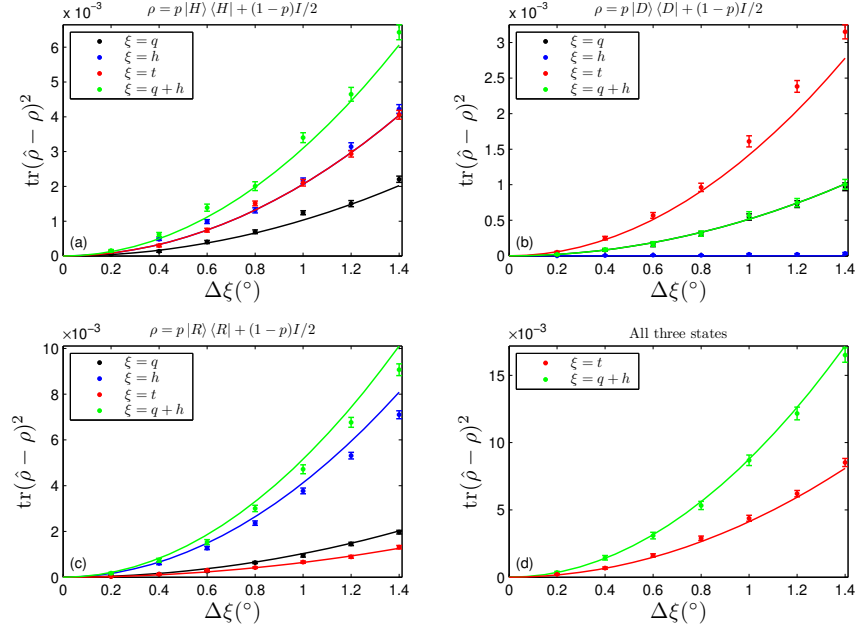 ρ = p |H⟩ ⟨H| + (1−p)I/2
x 10⁻³
6
5
4
3
2
1
0
ξ = q
ξ = h
ξ = t
ξ = q + h
(a)
tr(ρ̂ − ρ)²
0 0.2 0.4 0.6 0.8 1.0 1.2 1.4
Δξ(°)
ρ = p |D⟩ ⟨D| + (1−p)I/2
x 10⁻³
3
2.5
2
1.5
1
0.5
0
ξ = q
ξ = h
ξ = t
ξ = q + h
(b)
tr(ρ̂ − ρ)²
0 0.2 0.4 0.6 0.8 1.0 1.2 1.4
Δξ(°)
ρ = p |R⟩ ⟨R| + (1−p)I/2
×10⁻³
10
8
6
4
2
0
ξ = q
ξ = h
ξ = t
ξ = q + h
(c)
tr(ρ̂ − ρ)²
0 0.2 0.4 0.6 0.8 1.0 1.2 1.4
Δξ(°)
All three states
×10⁻³
15
10
5
0
ξ = t
ξ = q + h
(d)
tr(ρ̂ − ρ)²
0 0.2 0.4 0.6 0.8 1.0 1.2 1.4
Δξ(°)